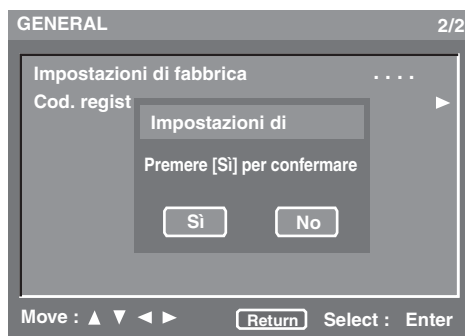 GENERAL 2/2
Impostazioni di fabbrica . . . .
Cod. regist ►
Impostazioni di
Premere [Sì] per confermare
Sì No
Move : ▲ ▼ ◄ ► Return Select : Enter